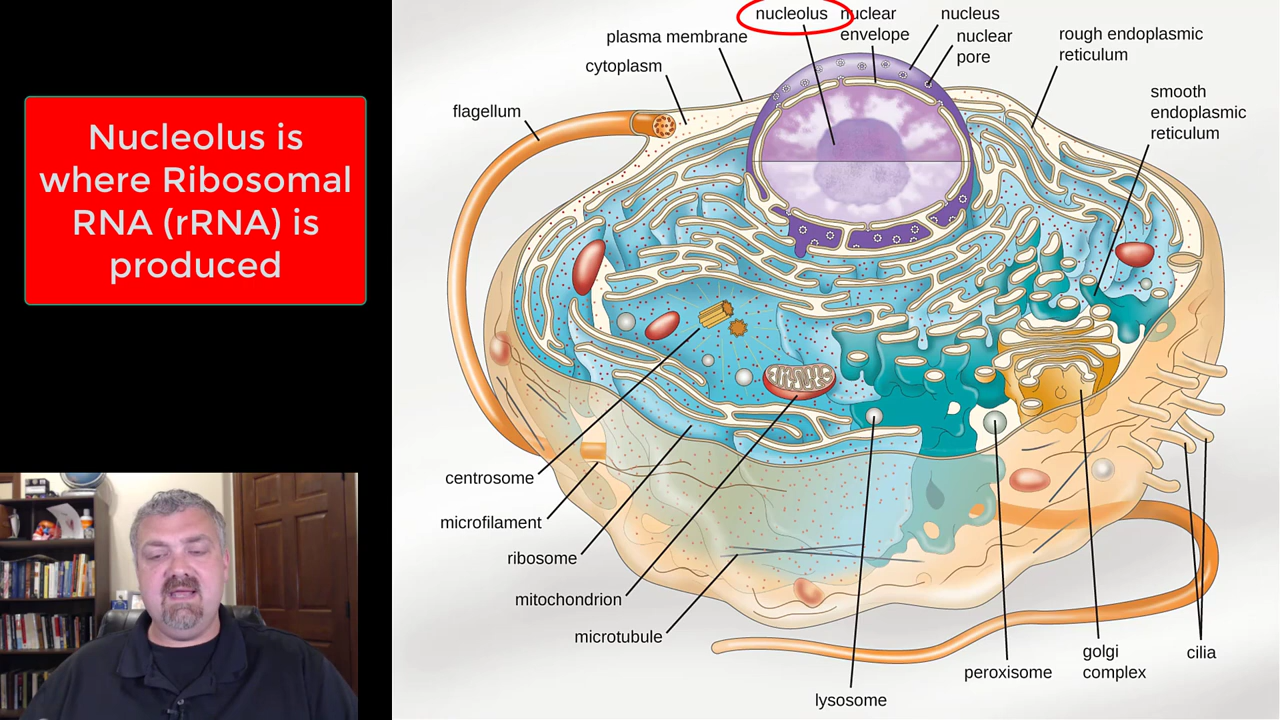 Nucleolus is
where Ribosomal
RNA (rRNA) is
produced
nucleolus
nuclear
envelope
nucleus
nuclear
pore
rough endoplasmic
reticulum
smooth
endoplasmic
reticulum
plasma membrane
cytoplasm
flagellum
centrosome
microfilament
ribosome
mitochondrion
microtubule
lysosome
peroxisome
golgi
complex
cilia